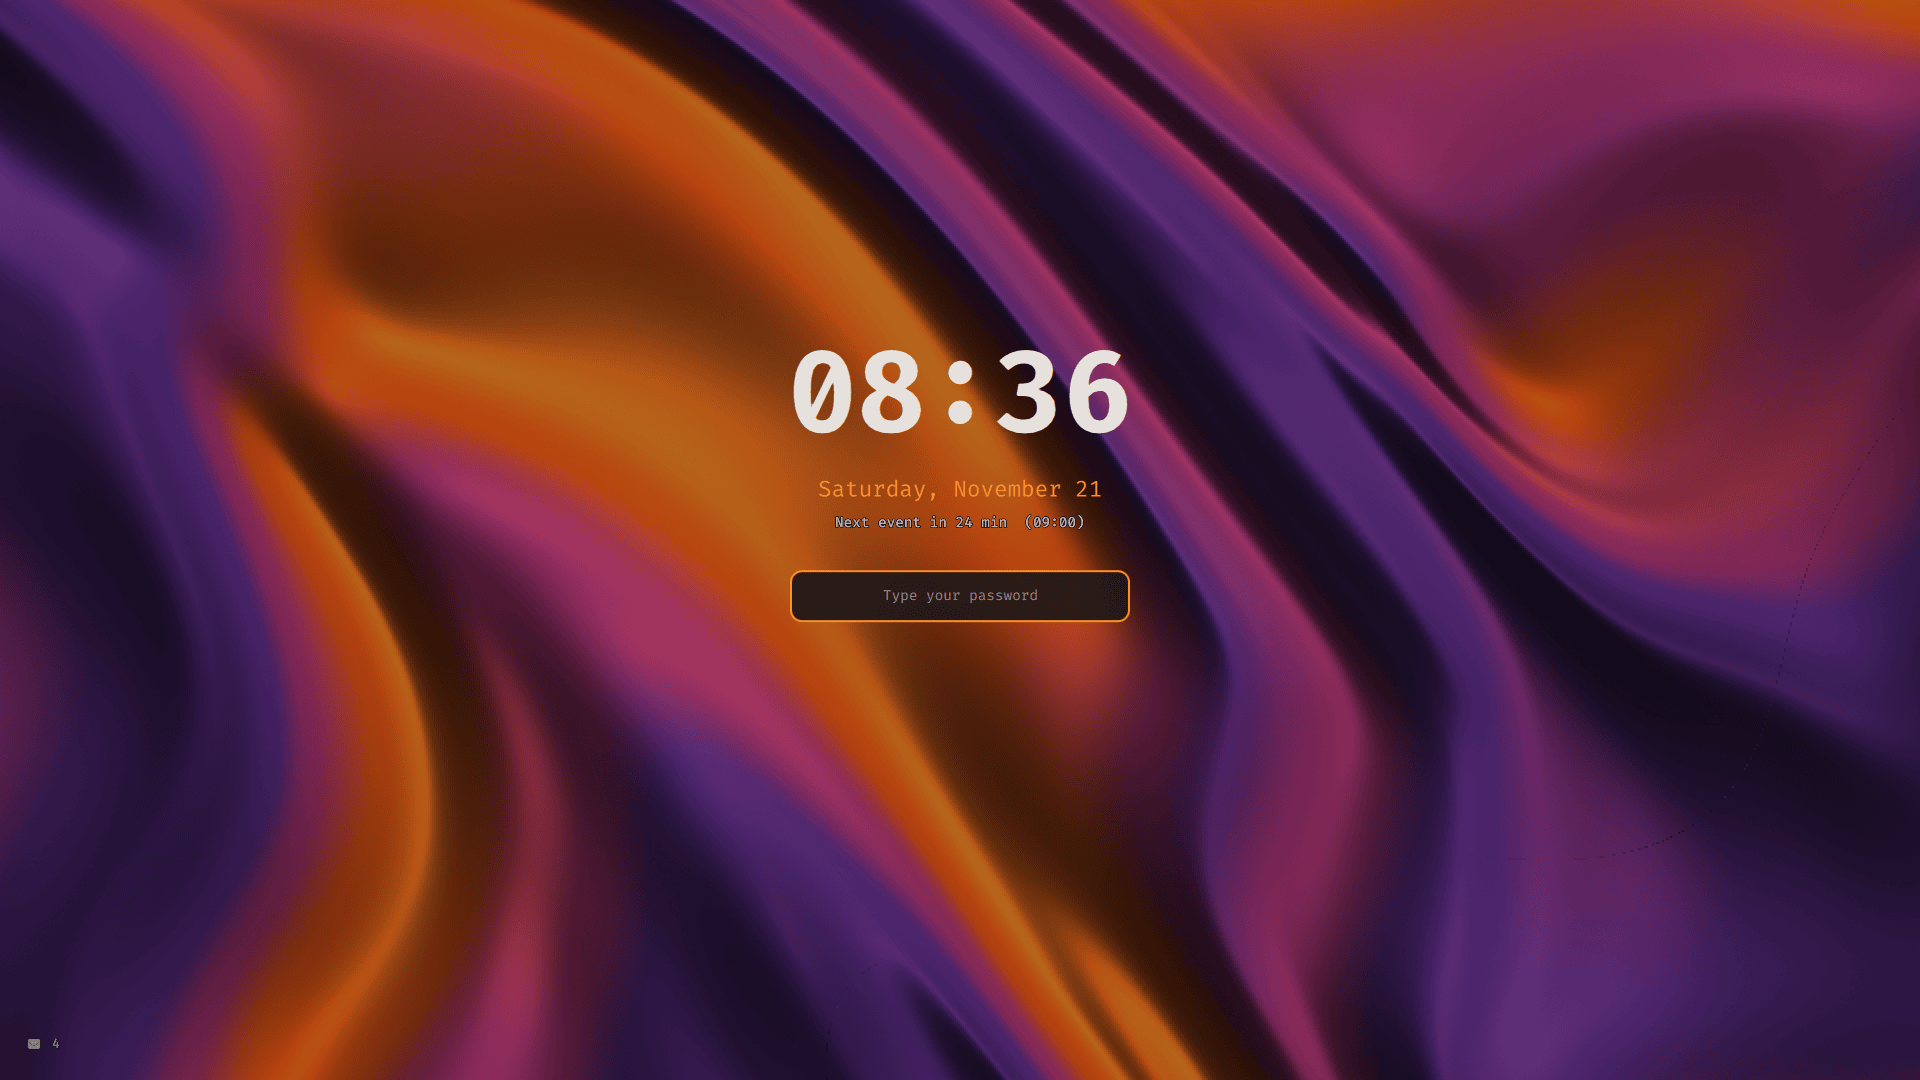 08:36
Saturday, November 21
Next event in 24 min (09:00)
Type your password
4